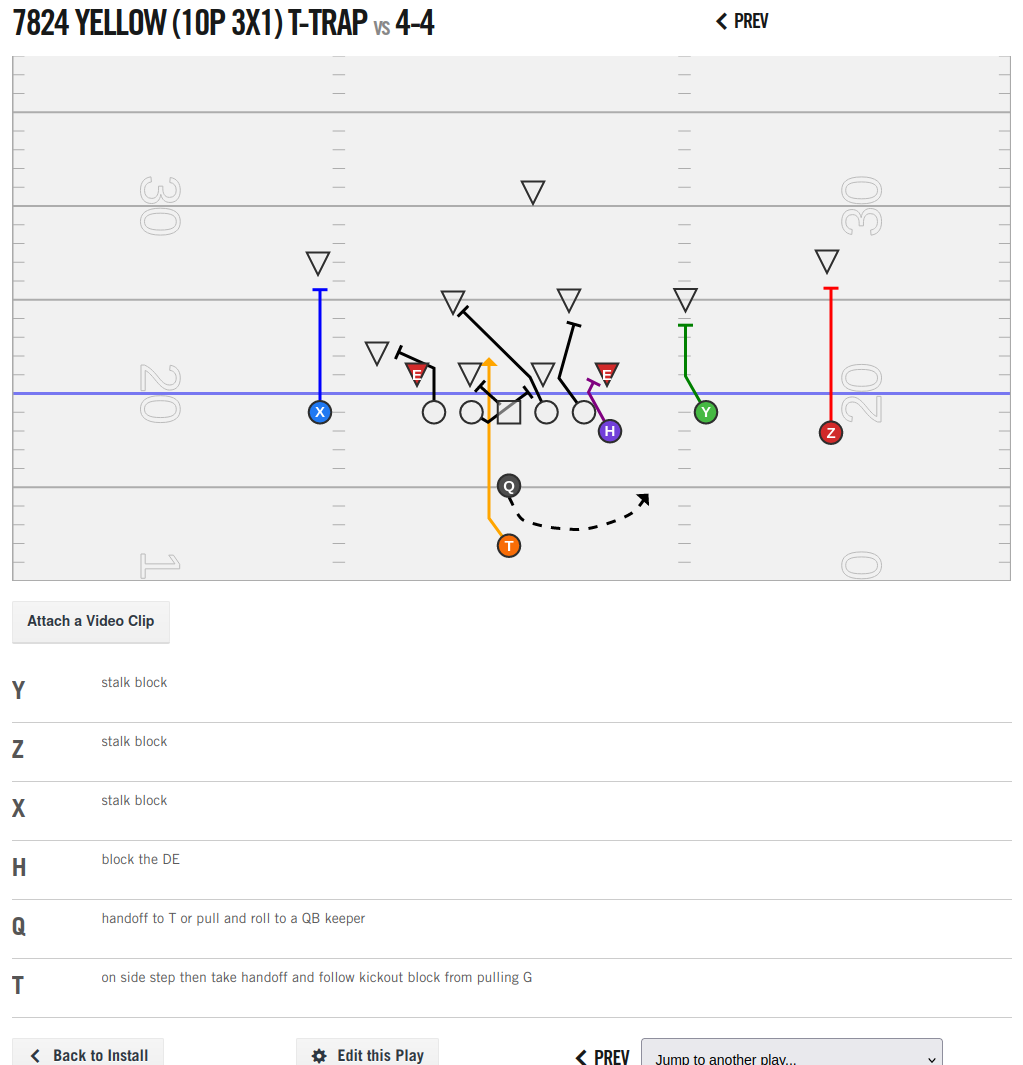 7824 YELLOW (10P 3X1) T-TRAP VS 4-4
PREV
30
30
E
E
20
20
X
Y
H
Z
Q
T
1
0
Attach a Video Clip
Y stalk block
Z stalk block
X stalk block
H block the DE
Q handoff to T or pull and roll to a QB keeper
T on side step then take handoff and follow kickout block from pulling G
Back to Install
Edit this Play
PREV
Jump to another play...